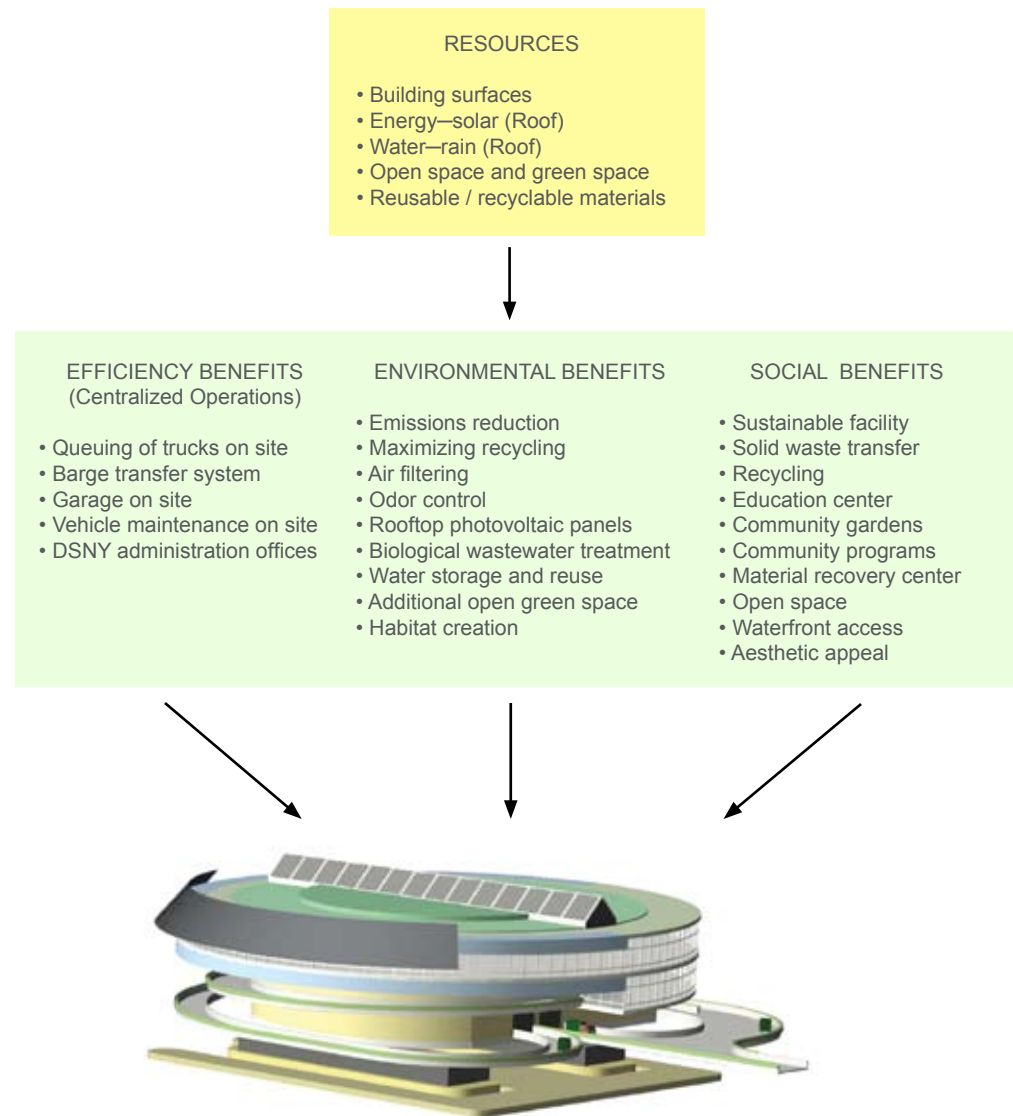 RESOURCES
• Building surfaces
• Energy—solar (Roof)
• Water—rain (Roof)
• Open space and green space
• Reusable / recyclable materials
EFFICIENCY BENEFITS
(Centralized Operations)
• Queuing of trucks on site
• Barge transfer system
• Garage on site
• Vehicle maintenance on site
• DSNY administration offices
ENVIRONMENTAL BENEFITS
• Emissions reduction
• Maximizing recycling
• Air filtering
• Odor control
• Rooftop photovoltaic panels
• Biological wastewater treatment
• Water storage and reuse
• Additional open green space
• Habitat creation
SOCIAL BENEFITS
• Sustainable facility
• Solid waste transfer
• Recycling
• Education center
• Community gardens
• Community programs
• Material recovery center
• Open space
• Waterfront access
• Aesthetic appeal